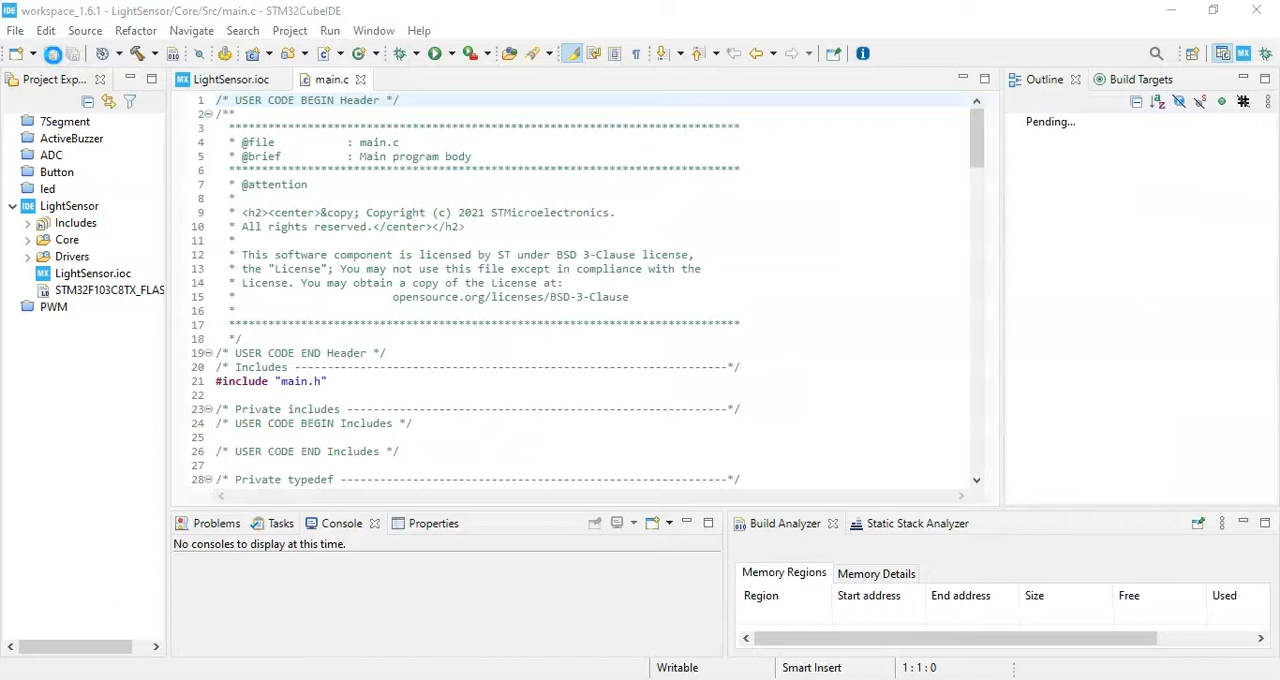 IDE workspace_1.6.1 - LightSensor/Core/Src/main.c - STM32CubeIDE
File Edit Source Refactor Navigate Search Project Run Window Help
Project Exp...
MX LightSensor.ioc
main.c
Outline
Build Targets
7Segment
ActiveBuzzer
ADC
Button
led
IDE LightSensor
Includes
Core
Drivers
MX LightSensor.ioc
STM32F103C8TX_FLAS
PWM
1 /* USER CODE BEGIN Header */
2 /**
3 ******************************************************************************
4 * @file : main.c
5 * @brief : Main program body
6 ******************************************************************************
7 * @attention
8 *
9 * <h2><center>&copy; Copyright (c) 2021 STMicroelectronics.
10 * All rights reserved.</center></h2>
11 *
12 * This software component is licensed by ST under BSD 3-Clause license,
13 * the "License"; You may not use this file except in compliance with the
14 * License. You may obtain a copy of the License at:
15 * opensource.org/licenses/BSD-3-Clause
16 *
17 ******************************************************************************
18 */
19 /* USER CODE END Header */
20 /* Includes ------------------------------------------------------------------*/
21 #include "main.h"
22
23 /* Private includes ----------------------------------------------------------*/
24 /* USER CODE BEGIN Includes */
25
26 /* USER CODE END Includes */
27
28 /* Private typedef -----------------------------------------------------------*/
Pending...
Problems Tasks Console Properties
No consoles to display at this time.
Build Analyzer Static Stack Analyzer
Memory Regions Memory Details
Region Start address End address Size Free Used
Writable Smart Insert 1 : 1 : 0